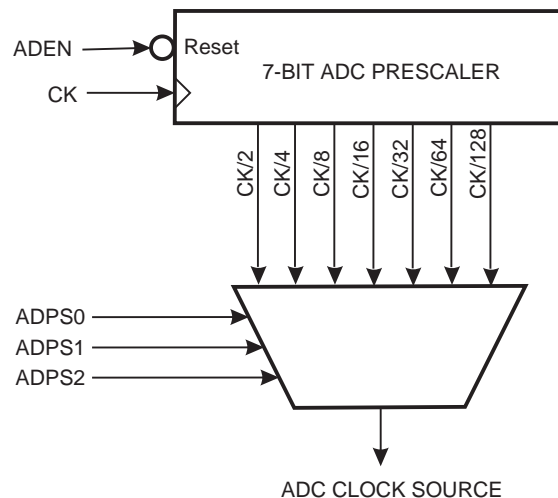 ADEN
Reset
7-BIT ADC PRESCALER
CK
CK/2
CK/4
CK/8
CK/16
CK/32
CK/64
CK/128
ADPS0
ADPS1
ADPS2
ADC CLOCK SOURCE